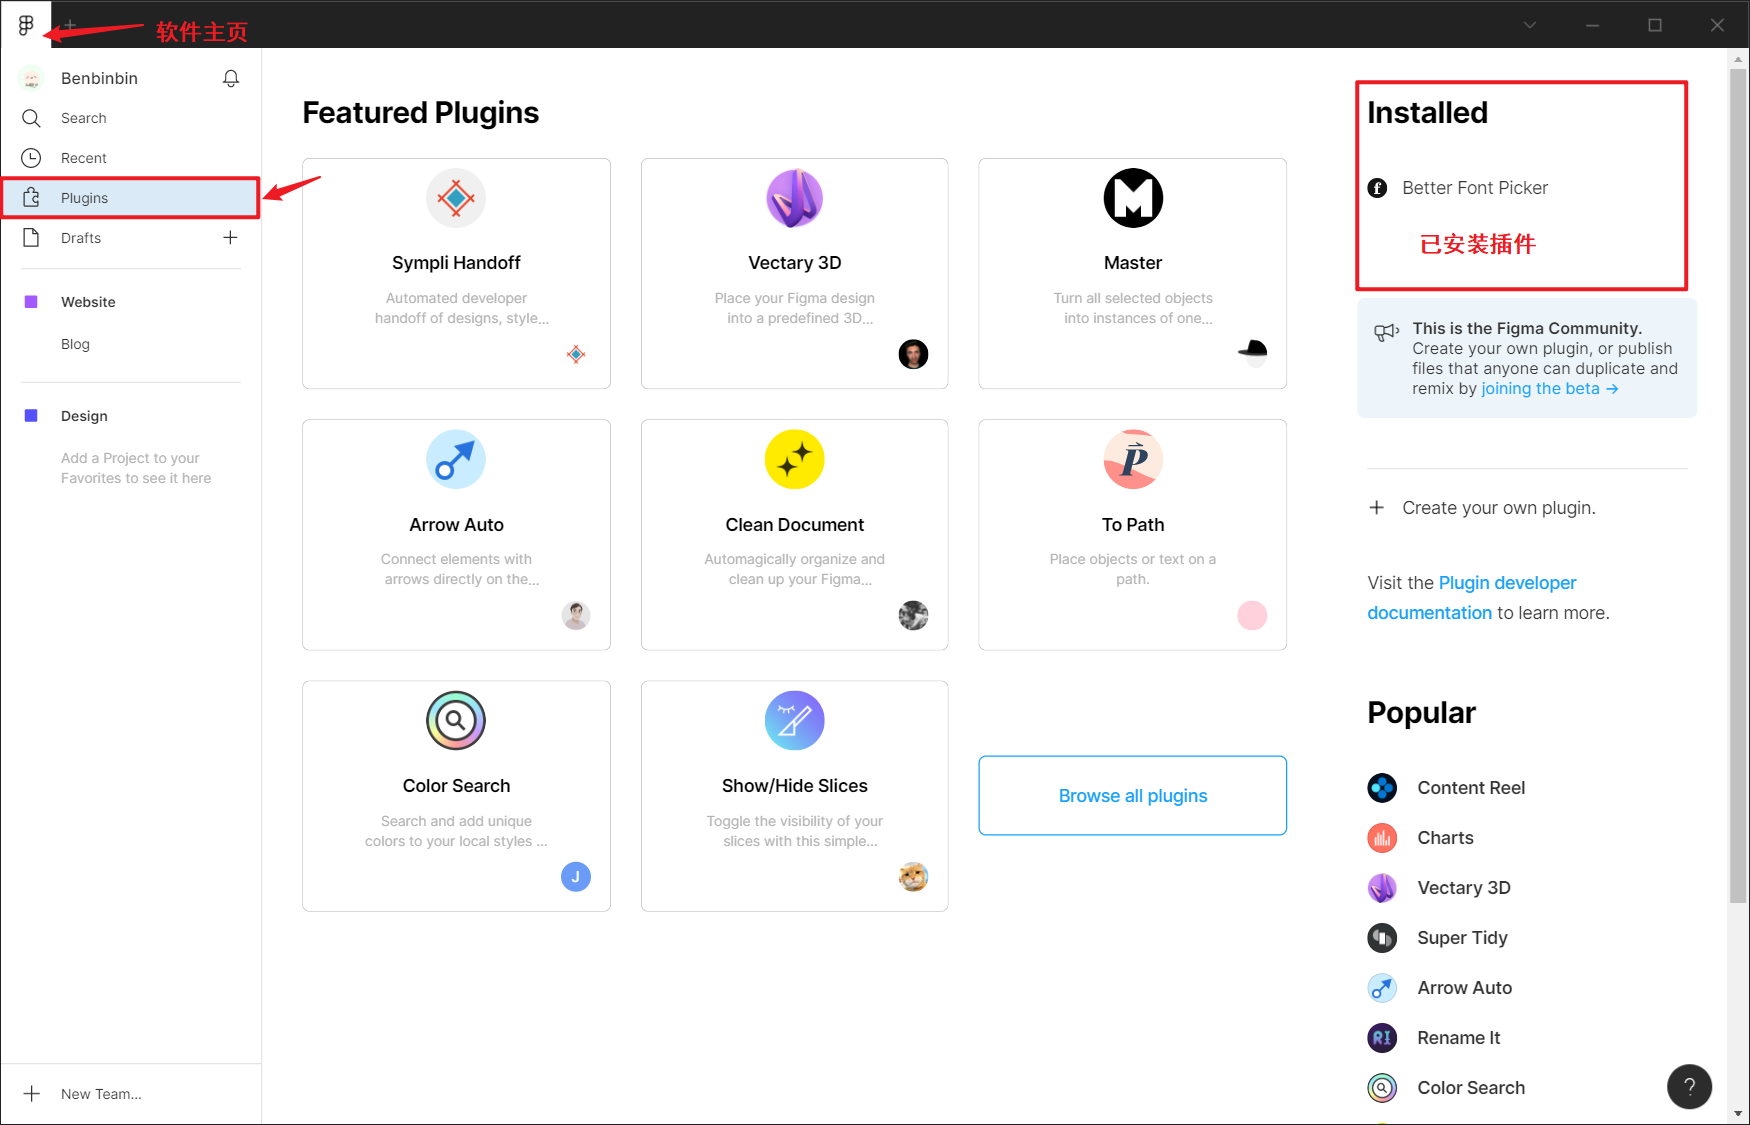 软件主页
Benbinbin
Search
Recent
Plugins
Drafts
Website
Blog
Design
Add a Project to your
Favorites to see it here
New Team...
Featured Plugins
Sympli Handoff
Automated developer
handoff of designs, style...
Vectary 3D
Place your Figma design
into a predefined 3D...
Master
Turn all selected objects
into instances of one...
Arrow Auto
Connect elements with
arrows directly on the...
Clean Document
Automagically organize and
clean up your Figma...
To Path
Place objects or text on a
path.
Color Search
Search and add unique
colors to your local styles ...
J
Show/Hide Slices
Toggle the visibility of your
slices with this simple...
Browse all plugins
Installed
Better Font Picker
已安装插件
This is the Figma Community.
Create your own plugin, or publish
files that anyone can duplicate and
remix by joining the beta →
Create your own plugin.
Visit the Plugin developer
documentation to learn more.
Popular
Content Reel
Charts
Vectary 3D
Super Tidy
Arrow Auto
RI
Rename It
Color Search
?